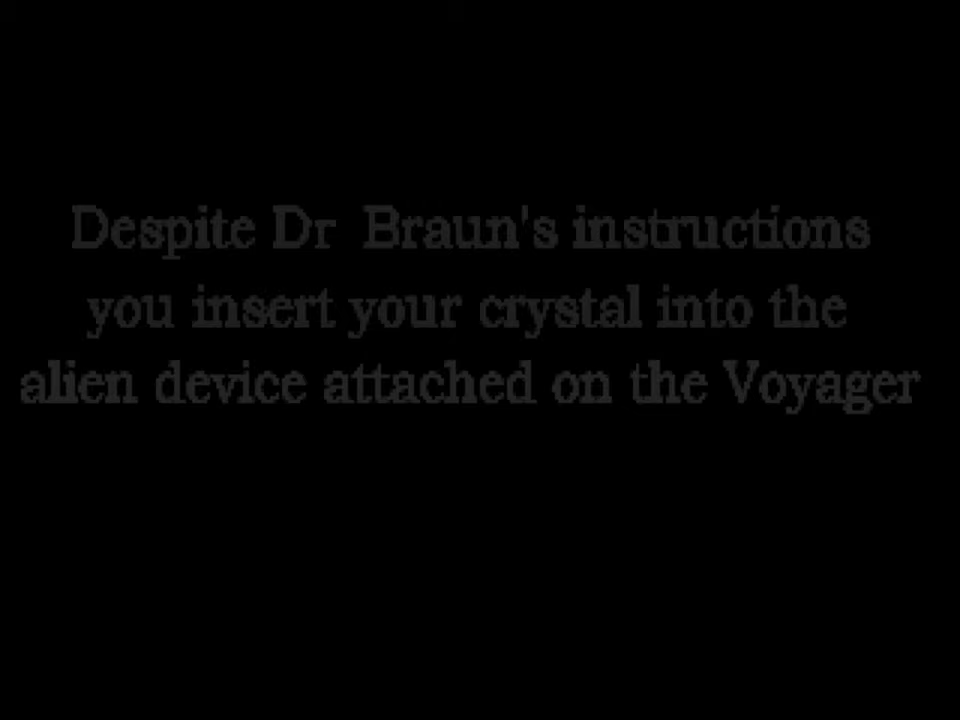 Despite Dr Braun's instructions
you insert your crystal into the
alien device attached on the Voyager